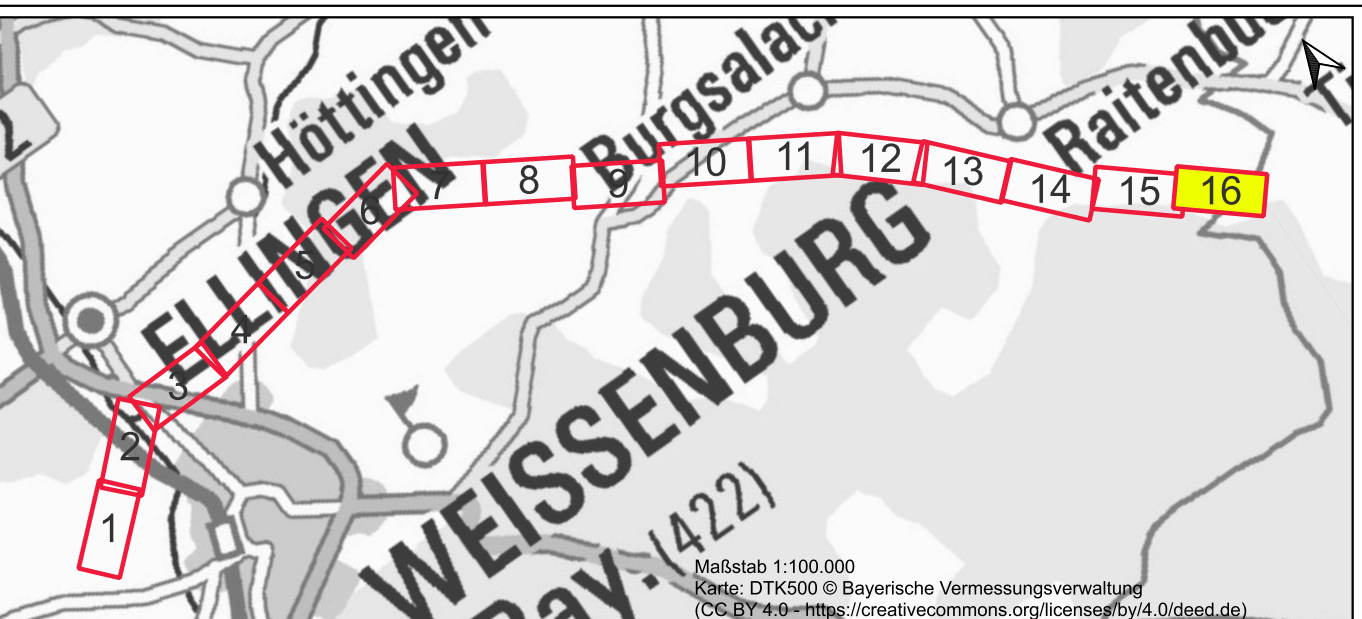 2
Höttingen
Burgsalach
Raitenbu
T
ELLINGEN
WEISSENBURG
Bay. (422)
1
2
3
4
5
6
7
8
9
10
11
12
13
14
15
16
Maßstab 1:100.000
Karte: DTK500 © Bayerische Vermessungsverwaltung
(CC BY 4.0 - https://creativecommons.org/licenses/by/4.0/deed.de)